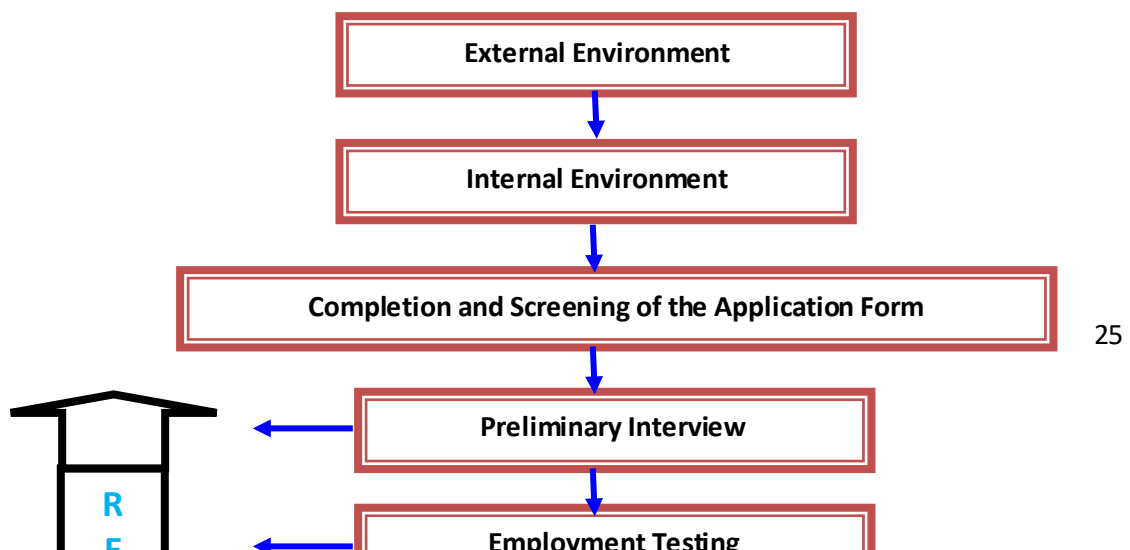 External Environment
Internal Environment
Completion and Screening of the Application Form
25
Preliminary Interview
R
E
Employment Testing